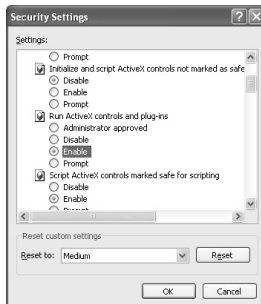 Security Settings
Settings:
Prompt
Initialize and script ActiveX controls not marked as safe
Disable
Enable
Prompt
Run ActiveX controls and plug-ins
Administrator approved
Disable
Enable
Prompt
Script ActiveX controls marked safe for scripting
Disable
Enable
Prompt
Reset custom settings
Reset to: Medium Reset
OK Cancel